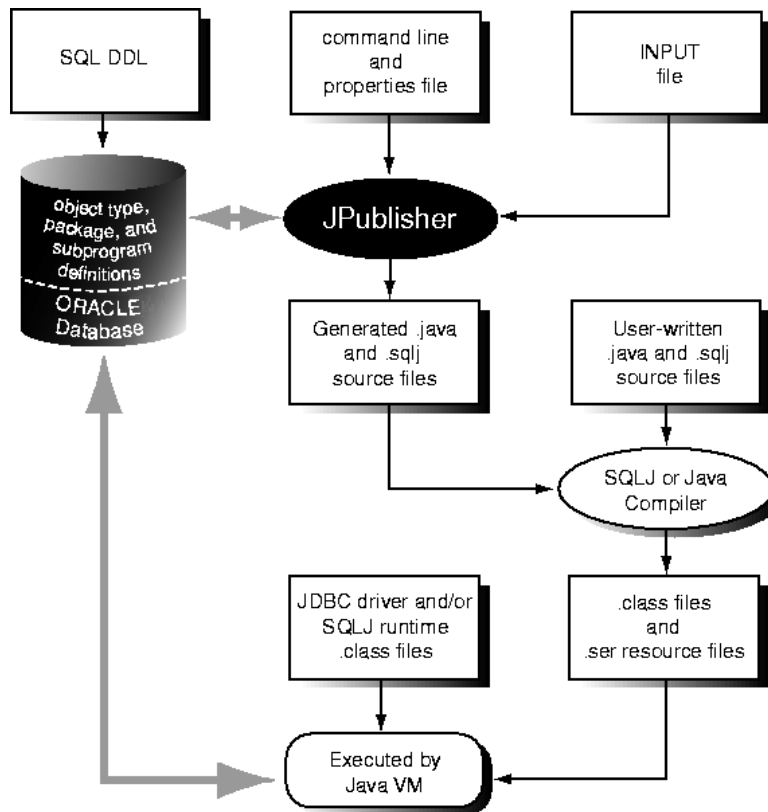 SQL DDL
command line
and
properties file
INPUT
file
object type,
package, and
subprogram
definitions
ORACLE
Database
JPublisher
Generated .java
and .sqlj
source files
User-written
.java and .sqlj
source files
SQLJ or Java
Compiler
JDBC driver and/or
SQLJ runtime
.class files
.class files
and
.ser resource files
Executed by
Java VM